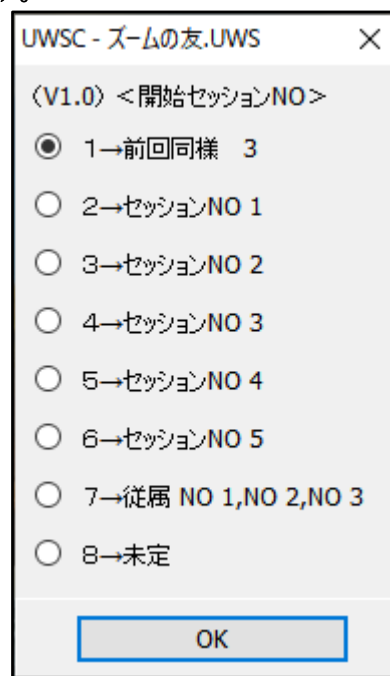 UWSC - ズームの友.UWS
(V1.0) <開始セッションNO>
1→前回同様 3
2→セッションNO 1
3→セッションNO 2
4→セッションNO 3
5→セッションNO 4
6→セッションNO 5
7→従属 NO 1,NO 2,NO 3
8→未定
OK